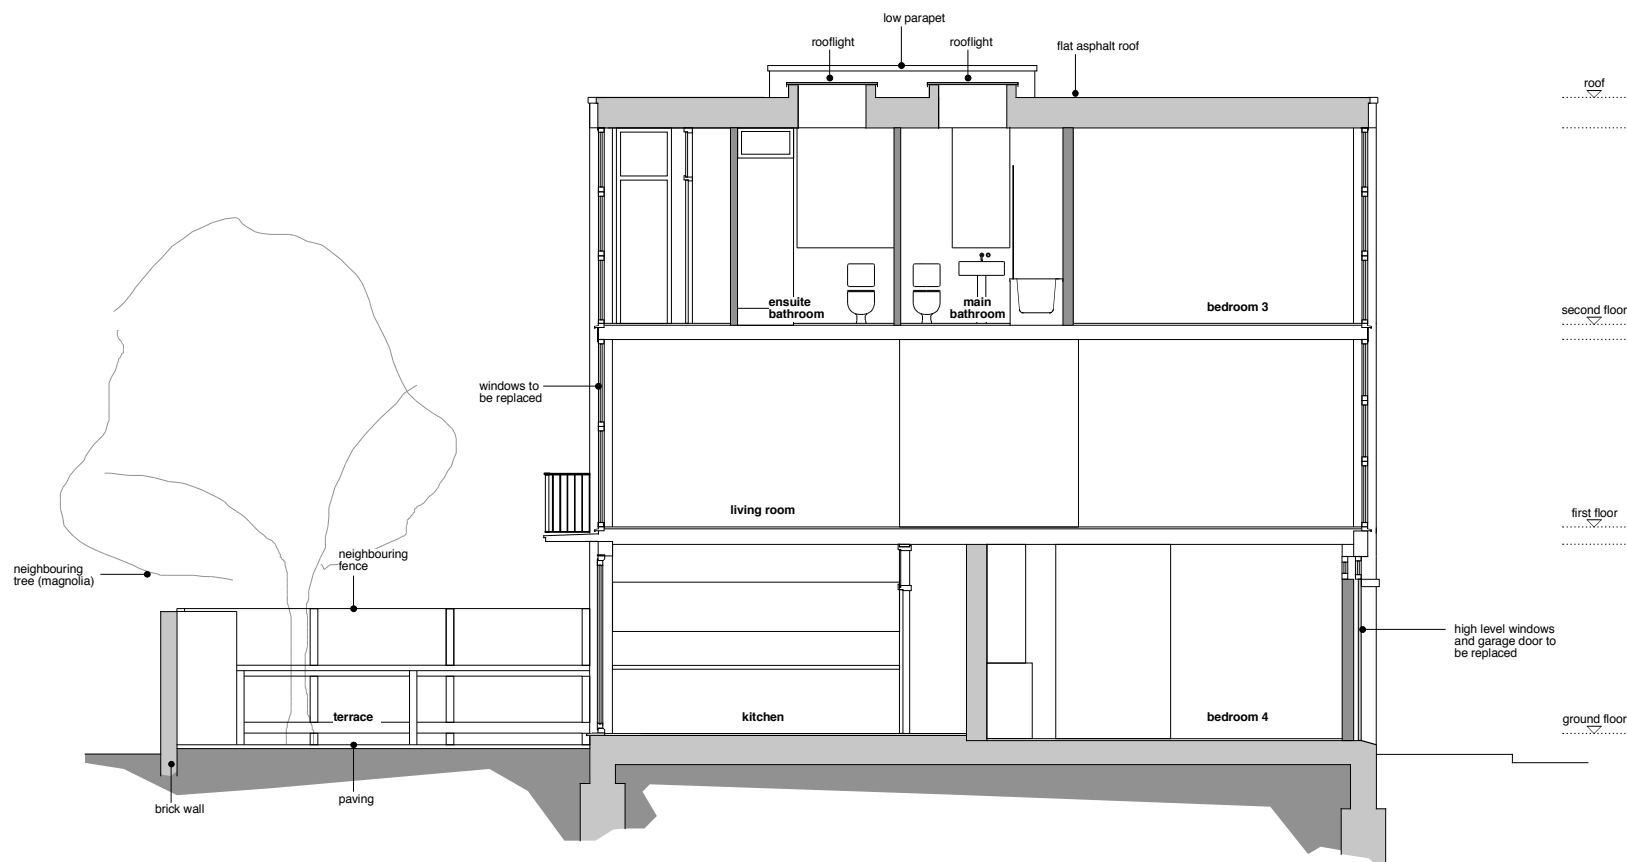 low parapet
rooflight
rooflight
flat asphalt roof
roof
ensuite
bathroom
main
bathroom
bedroom 3
second floor
windows to
be replaced
living room
first floor
neighbouring
fence
neighbouring
tree (magnolia)
high level windows
and garage door to
be replaced
terrace
kitchen
bedroom 4
ground floor
paving
brick wall